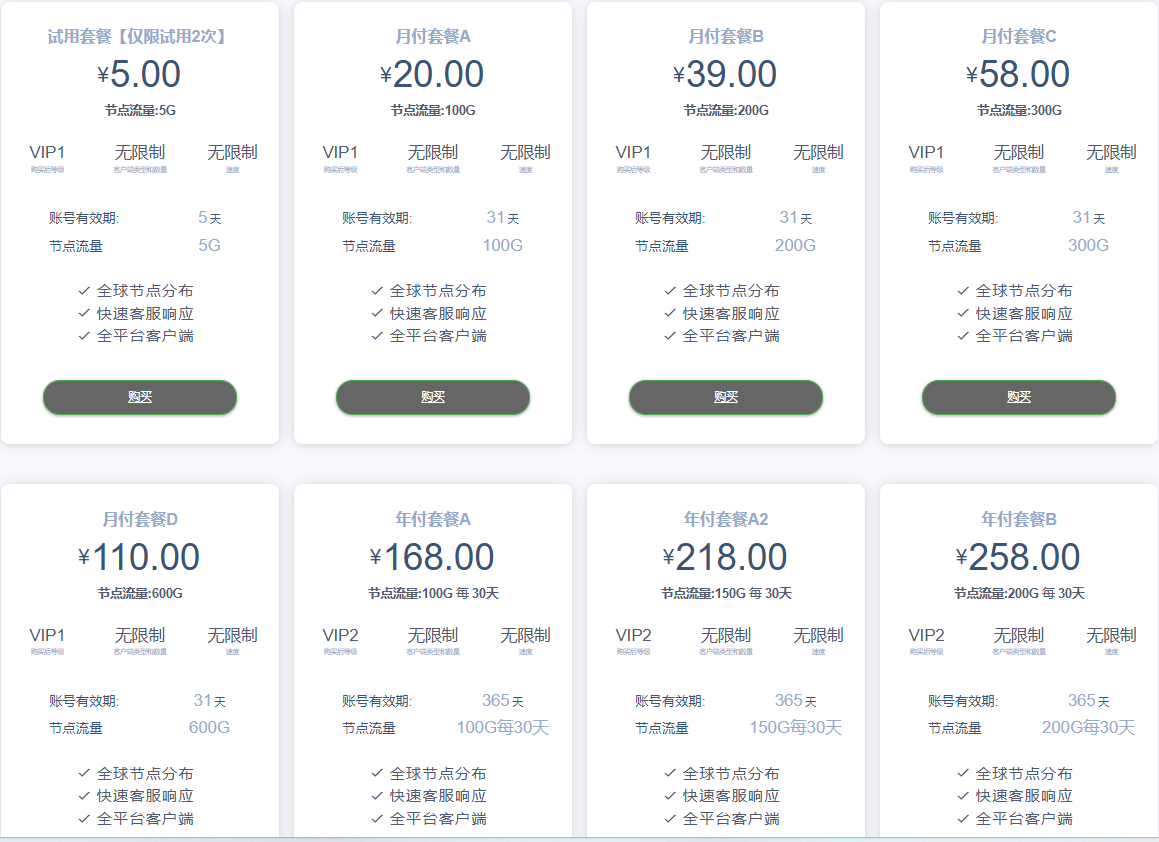 试用套餐【仅限试用2次】
¥5.00
节点流量:5G
VIP1 无限制 无限制
购买后等级 客户端类型和数量 速度
账号有效期: 5 天
节点流量 5G
✓ 全球节点分布
✓ 快速客服响应
✓ 全平台客户端
购买
月付套餐A
¥20.00
节点流量:100G
VIP1 无限制 无限制
购买后等级 客户端类型和数量 速度
账号有效期: 31 天
节点流量 100G
✓ 全球节点分布
✓ 快速客服响应
✓ 全平台客户端
购买
月付套餐B
¥39.00
节点流量:200G
VIP1 无限制 无限制
购买后等级 客户端类型和数量 速度
账号有效期: 31 天
节点流量 200G
✓ 全球节点分布
✓ 快速客服响应
✓ 全平台客户端
购买
月付套餐C
¥58.00
节点流量:300G
VIP1 无限制 无限制
购买后等级 客户端类型和数量 速度
账号有效期: 31 天
节点流量 300G
✓ 全球节点分布
✓ 快速客服响应
✓ 全平台客户端
购买
月付套餐D
¥110.00
节点流量:600G
VIP1 无限制 无限制
购买后等级 客户端类型和数量 速度
账号有效期: 31 天
节点流量 600G
✓ 全球节点分布
✓ 快速客服响应
✓ 全平台客户端
年付套餐A
¥168.00
节点流量:100G 每 30天
VIP2 无限制 无限制
购买后等级 客户端类型和数量 速度
账号有效期: 365 天
节点流量 100G每30天
✓ 全球节点分布
✓ 快速客服响应
✓ 全平台客户端
年付套餐A2
¥218.00
节点流量:150G 每 30天
VIP2 无限制 无限制
购买后等级 客户端类型和数量 速度
账号有效期: 365 天
节点流量 150G每30天
✓ 全球节点分布
✓ 快速客服响应
✓ 全平台客户端
年付套餐B
¥258.00
节点流量:200G 每 30天
VIP2 无限制 无限制
购买后等级 客户端类型和数量 速度
账号有效期: 365 天
节点流量 200G每30天
✓ 全球节点分布
✓ 快速客服响应
✓ 全平台客户端